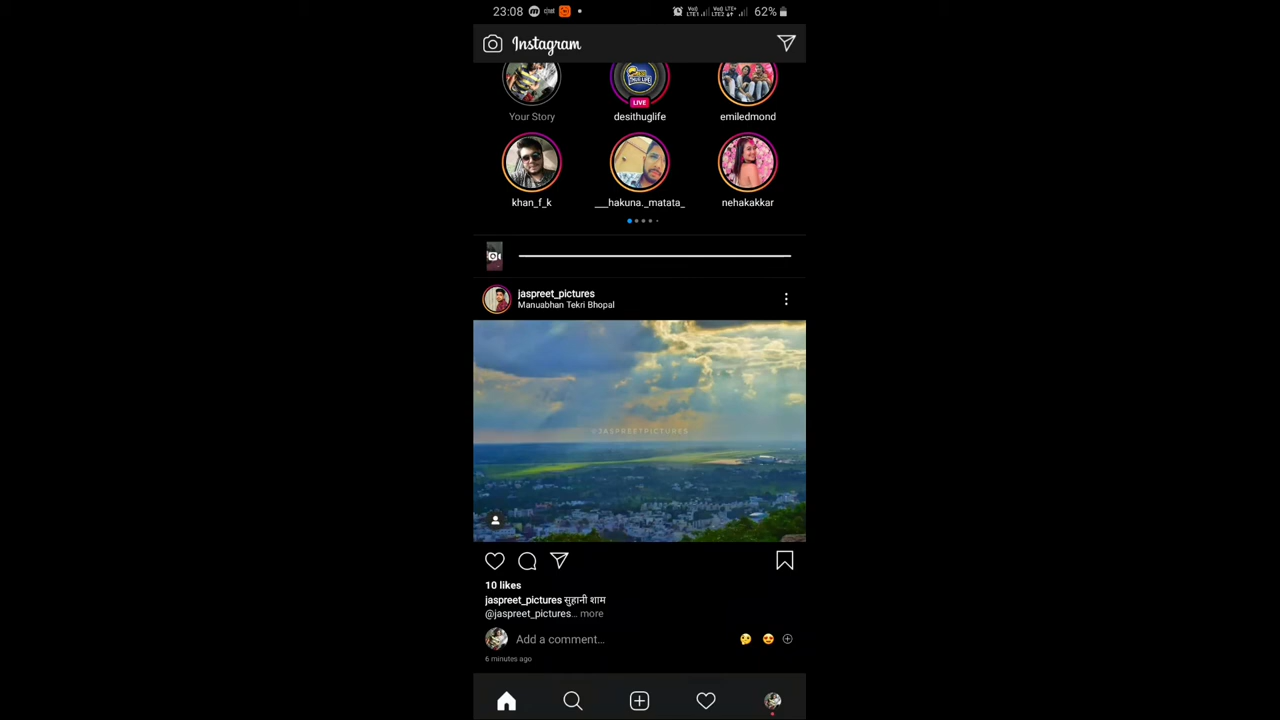 23:08 62%
Instagram
Your Story desithuglife emiledmond
LIVE
khan_f_k ___hakuna._matata_ nehakakkar
jaspreet_pictures
Manuabhan Tekri Bhopal
@JASPREETPICTURES
10 likes
jaspreet_pictures सुहानी शाम
@jaspreet_pictures... more
Add a comment...
6 minutes ago